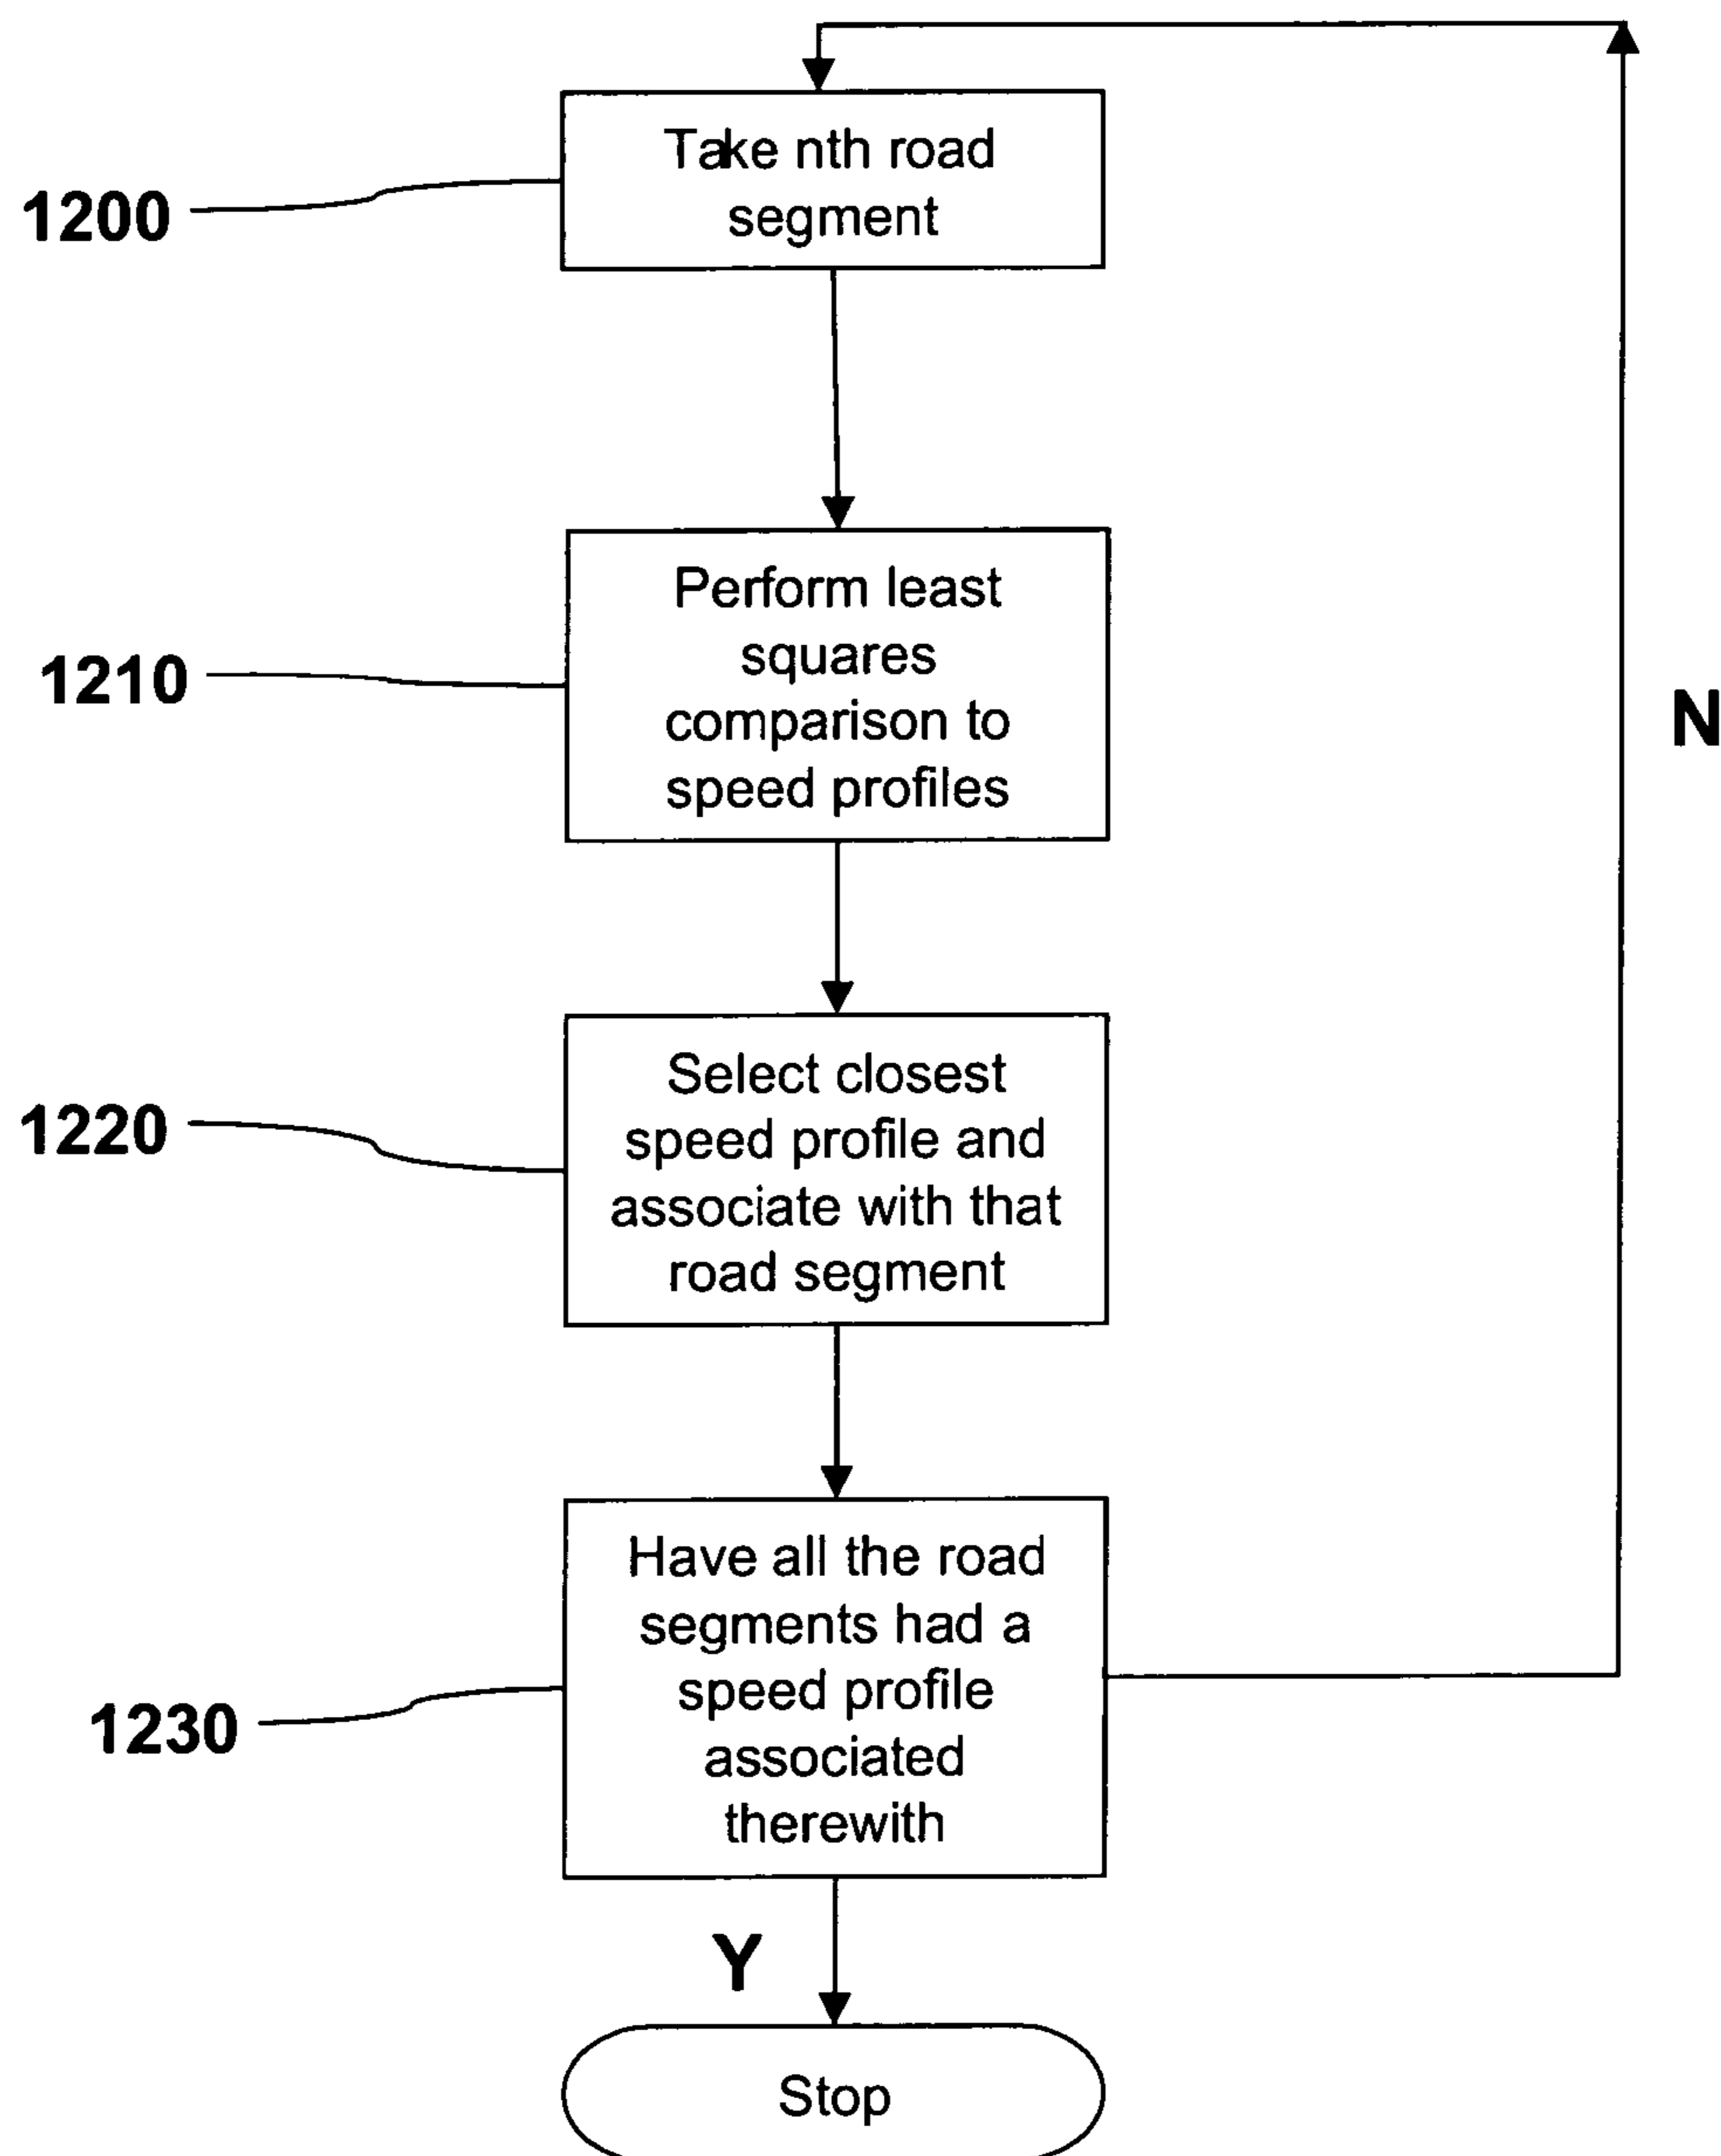 Take nth road
segment
1200
Perform least
squares
comparison to
speed profiles
1210
N
Select closest
speed profile and
associate with that
road segment
1220
Have all the road
segments had a
speed profile
associated
therewith
1230
Y
Stop